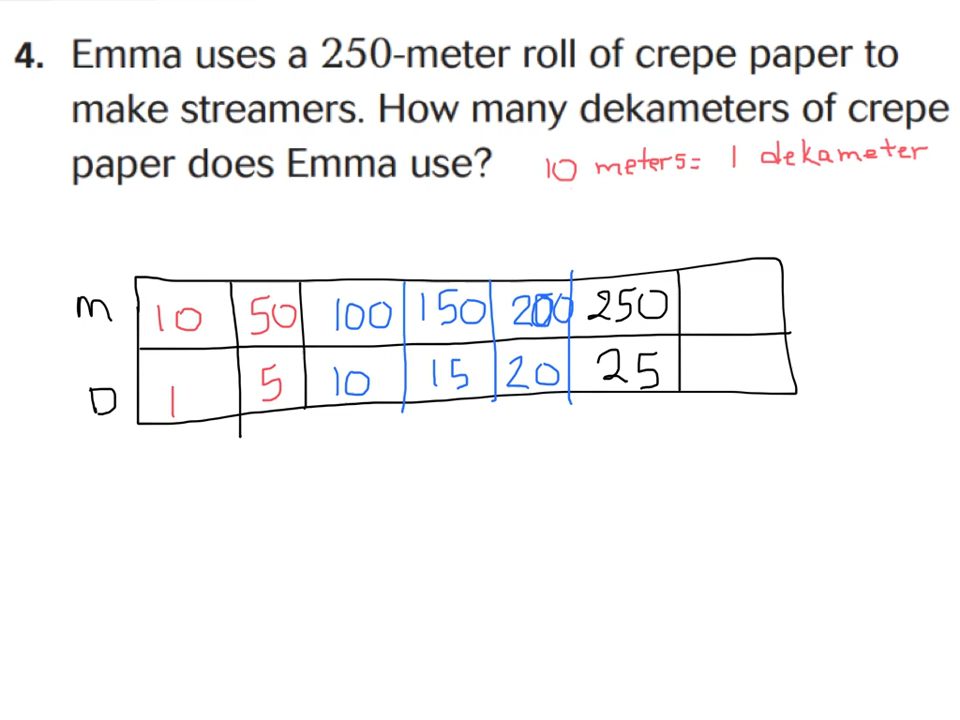 4. Emma uses a 250-meter roll of crepe paper to
make streamers. How many dekameters of crepe
paper does Emma use? 10 meters= 1 dekameter
m 10 50 100 150 200 250
D 1 5 10 15 20 25